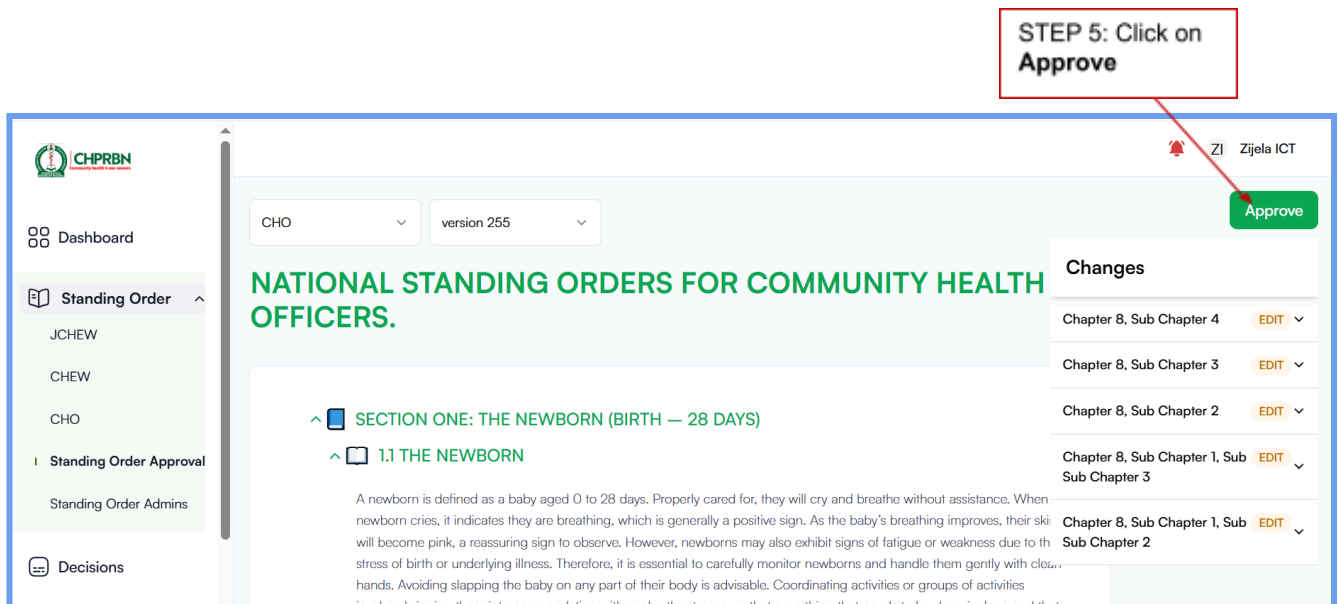 STEP 5: Click on
Approve
CHPRBN
Community health is our concern
ZI Zijela ICT
CHO
version 255
Approve
Dashboard
Standing Order
JCHEW
CHEW
CHO
Standing Order Approval
Standing Order Admins
Decisions
NATIONAL STANDING ORDERS FOR COMMUNITY HEALTH
OFFICERS.
SECTION ONE: THE NEWBORN (BIRTH – 28 DAYS)
1.1 THE NEWBORN
A newborn is defined as a baby aged 0 to 28 days. Properly cared for, they will cry and breathe without assistance. When
newborn cries, it indicates they are breathing, which is generally a positive sign. As the baby's breathing improves, their ski
will become pink, a reassuring sign to observe. However, newborns may also exhibit signs of fatigue or weakness due to th
stress of birth or underlying illness. Therefore, it is essential to carefully monitor newborns and handle them gently with clean
hands. Avoiding slapping the baby on any part of their body is advisable. Coordinating activities or groups of activities
Changes
Chapter 8, Sub Chapter 4 EDIT
Chapter 8, Sub Chapter 3 EDIT
Chapter 8, Sub Chapter 2 EDIT
Chapter 8, Sub Chapter 1, Sub EDIT
Sub Chapter 3
Chapter 8, Sub Chapter 1, Sub EDIT
Sub Chapter 2